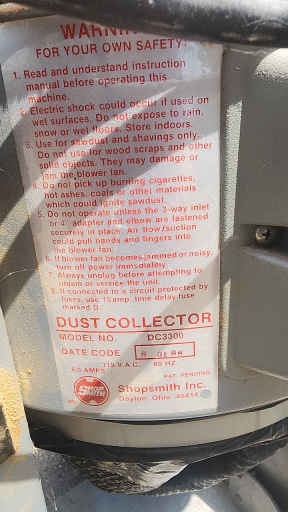 WARNING
FOR YOUR OWN SAFETY:
1. Read and understand instruction
manual before operating this
machine.
2. Electric shock could occur if used on
wet surfaces. Do not expose to rain,
snow or wet floors. Store indoors.
3. Use for sawdust and shavings only.
Do not use for wood scraps and other
solid objects. They may damage or
jam the blower fan.
4. Do not pick up burning cigarettes,
hot ashes, coals or other materials
which could ignite sawdust.
5. Do not operate unless the 3-way inlet
or 4" adapter and elbow are fastened
securely in place. Air flow/suction
could pull hands and fingers into
the blower fan.
6. If blower fan becomes jammed or noisy,
turn off power immediately.
7. Always unplug before attempting to
unjam or service the unit.
8. If connected to a circuit protected by
fuses, use 15 amp. time delay fuse
marked D.
DUST COLLECTOR
MODEL NO. DC3300
DATE CODE R 01
AMPS 115 V.A.C. 60 HZ
PAT. PENDING
SHOP
SMITH
Shopsmith Inc.
Dayton, Ohio 45414